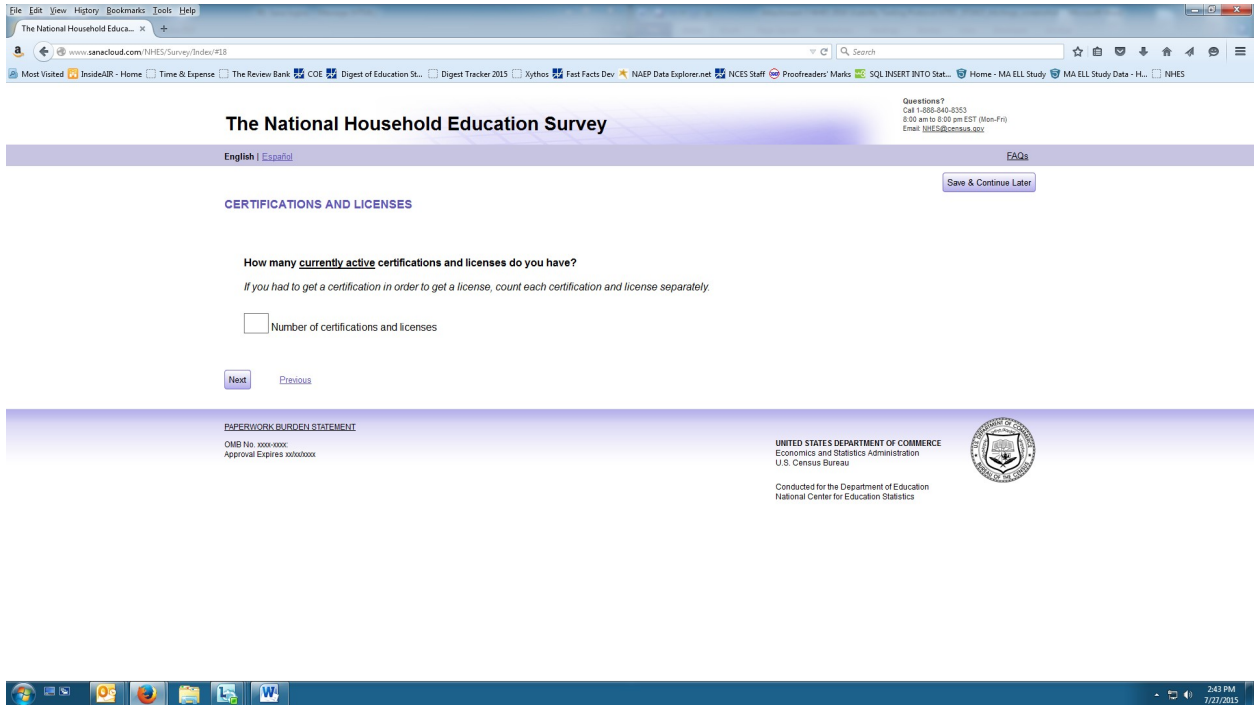 File Edit View History Bookmarks Tools Help
The National Household Educa... × +
www.sanacloud.com/NHES/Survey/Index/#18
Search
Most Visited InsideAIR - Home Time & Expense The Review Bank COE Digest of Education St... Digest Tracker 2015 Xythos Fast Facts Dev NAEP Data Explorer.net NCES Staff Proofreaders' Marks SQL INSERT INTO Stat... Home - MA ELL Study MA ELL Study Data - H... NHES
Questions?
Call 1-888-840-8353
8:00 am to 8:00 pm EST (Mon-Fri)
Email: NHES@census.gov
The National Household Education Survey
English | Español
FAQs
Save & Continue Later
CERTIFICATIONS AND LICENSES
How many currently active certifications and licenses do you have?
If you had to get a certification in order to get a license, count each certification and license separately.
Number of certifications and licenses
Next Previous
PAPERWORK BURDEN STATEMENT
OMB No. xxxx-xxxx:
Approval Expires xx/xx/xxxx
UNITED STATES DEPARTMENT OF COMMERCE
Economics and Statistics Administration
U.S. Census Bureau
Conducted for the Department of Education
National Center for Education Statistics
2:43 PM
7/27/2015